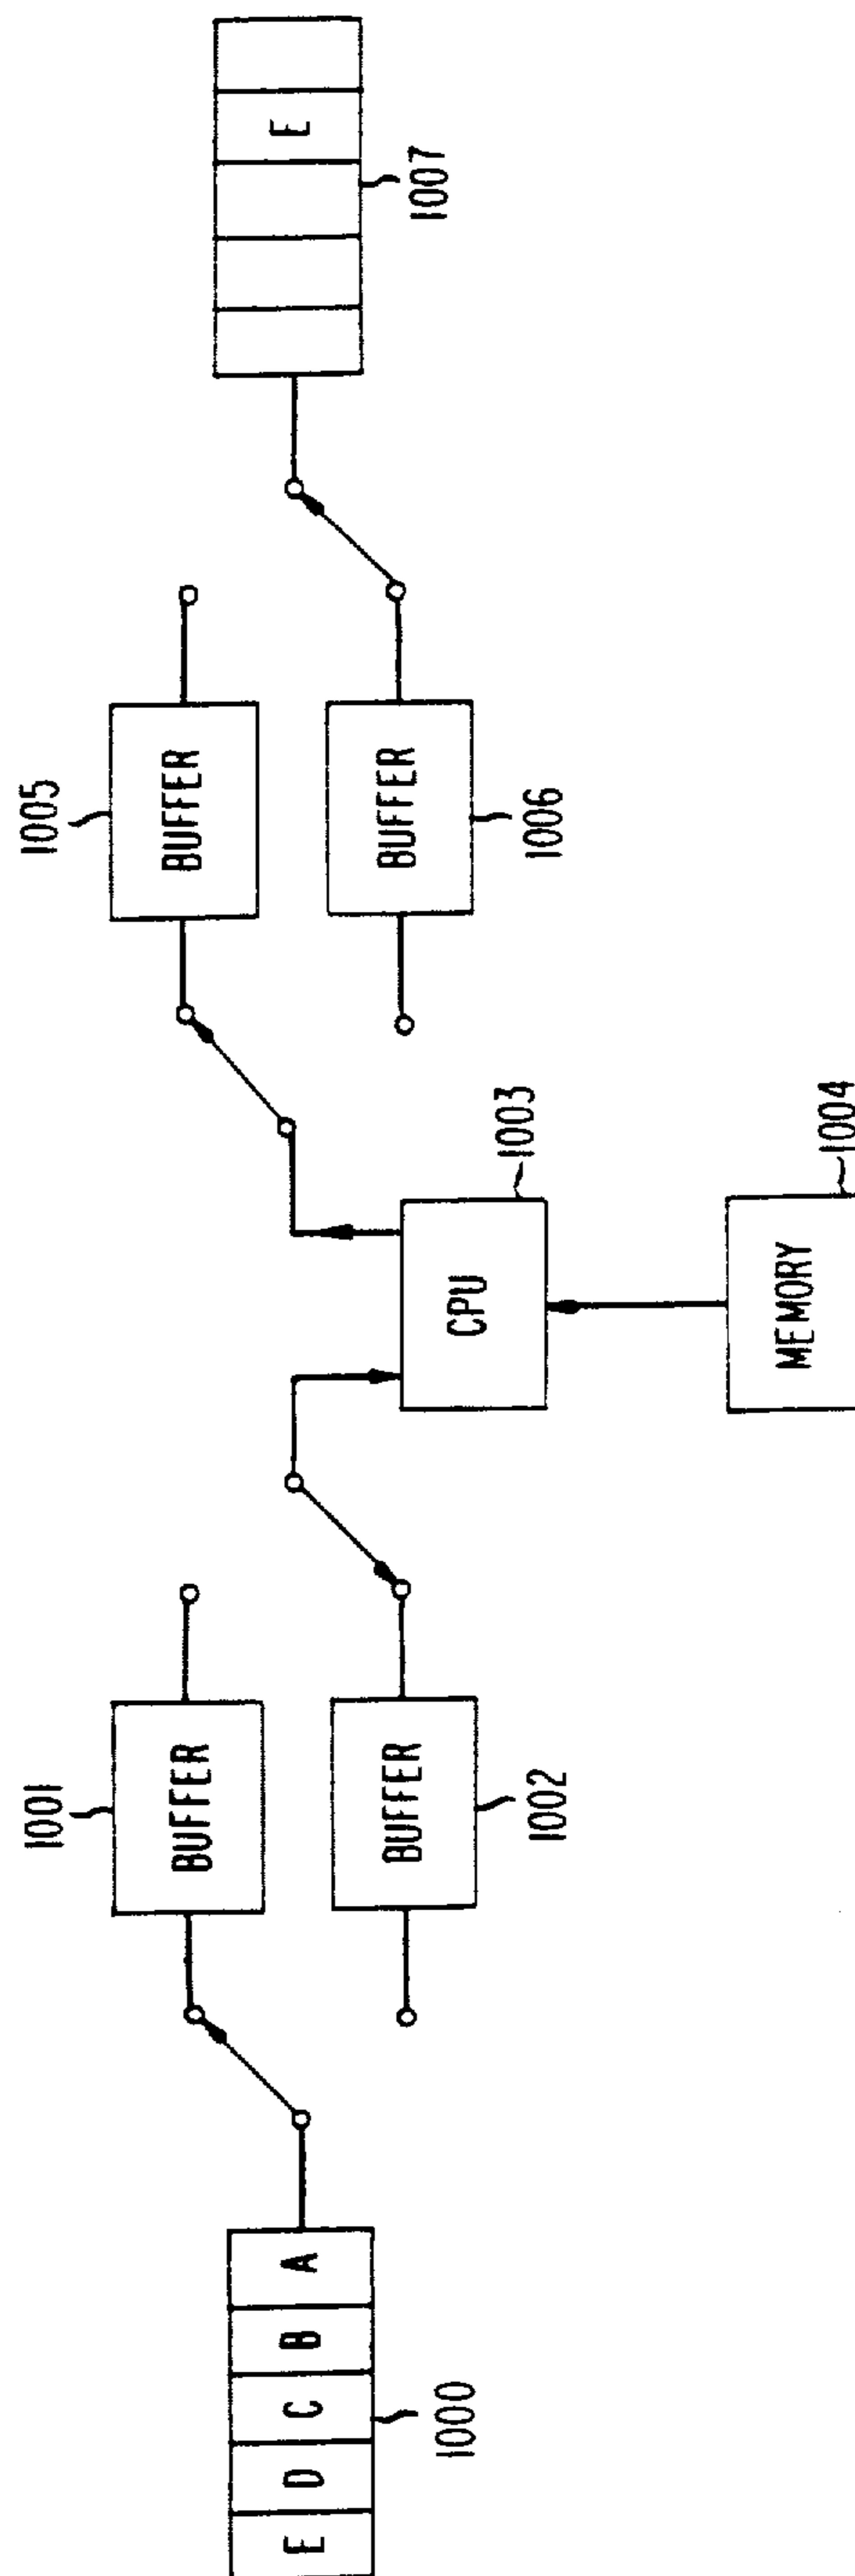 E D C B A
1000
1001
BUFFER
BUFFER
1002
CPU
1003
MEMORY
1004
1005
BUFFER
BUFFER
1006
E
1007